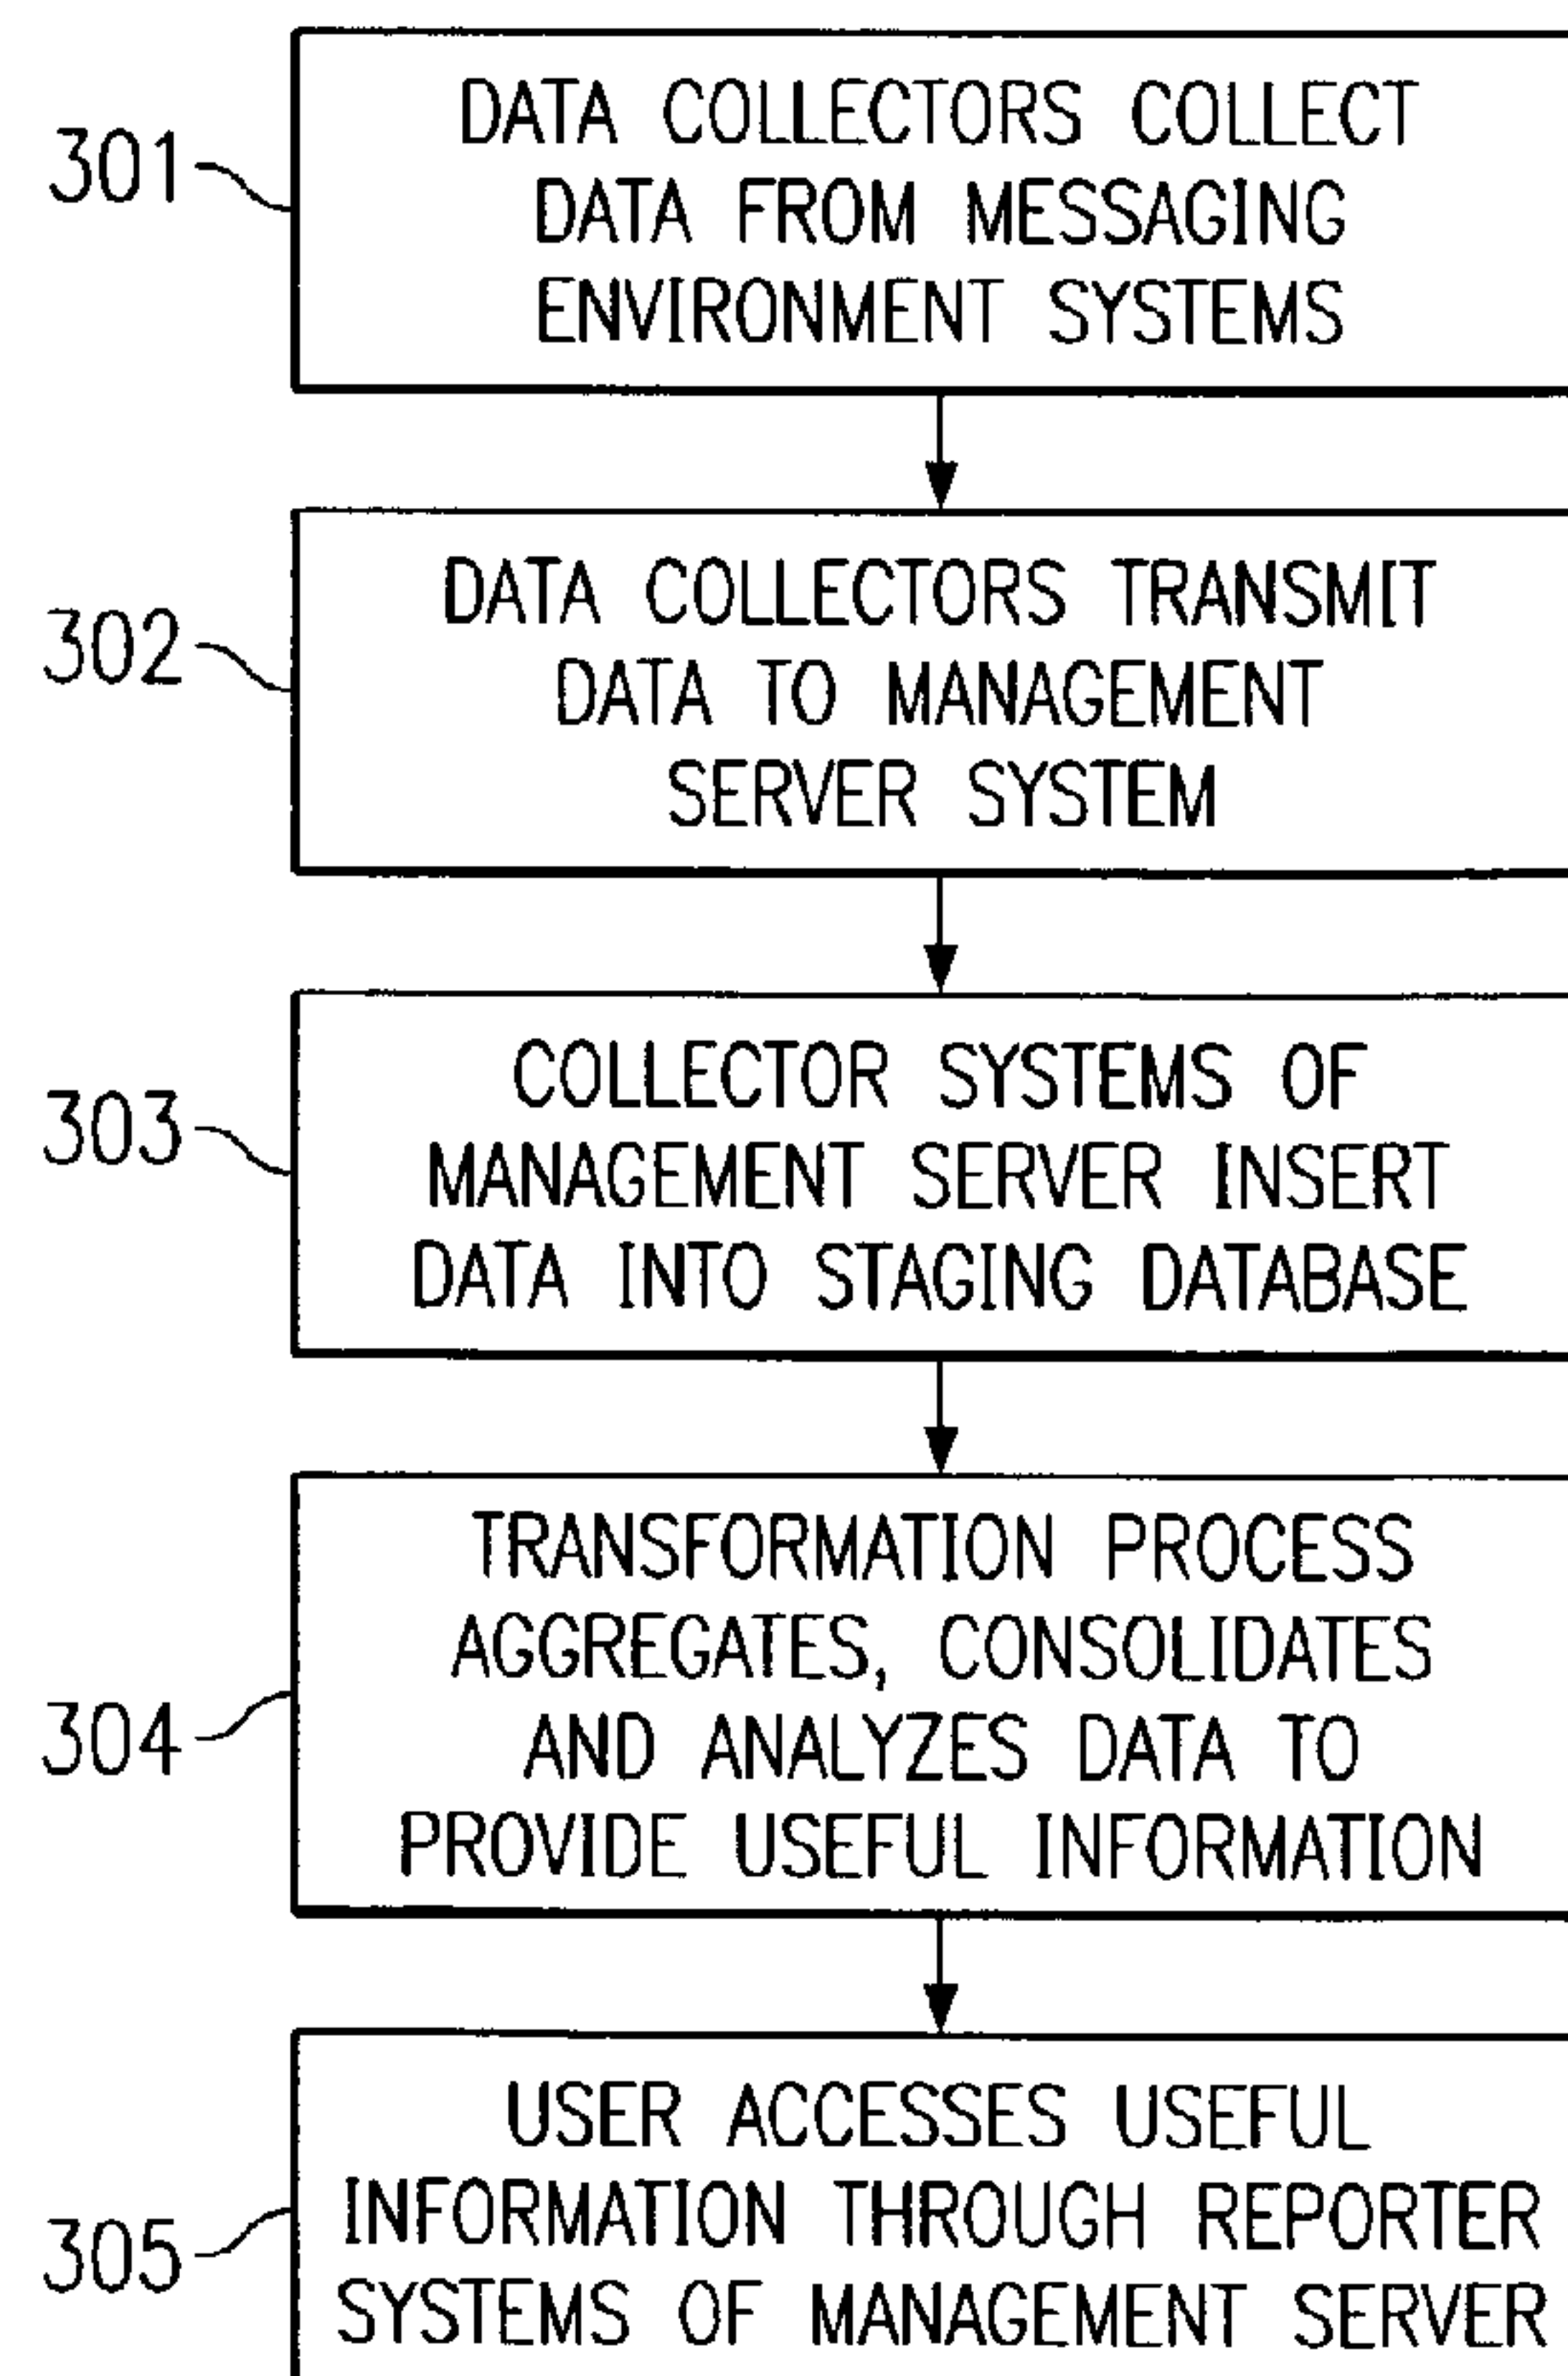 DATA COLLECTORS COLLECT
301
DATA FROM MESSAGING
ENVIRONMENT SYSTEMS
DATA COLLECTORS TRANSMIT
302
DATA TO MANAGEMENT
SERVER SYSTEM
COLLECTOR SYSTEMS OF
303
MANAGEMENT SERVER INSERT
DATA INTO STAGING DATABASE
TRANSFORMATION PROCESS
AGGREGATES, CONSOLIDATES
304
AND ANALYZES DATA TO
PROVIDE USEFUL INFORMATION
USER ACCESSES USEFUL
INFORMATION THROUGH REPORTER
305
SYSTEMS OF MANAGEMENT SERVER